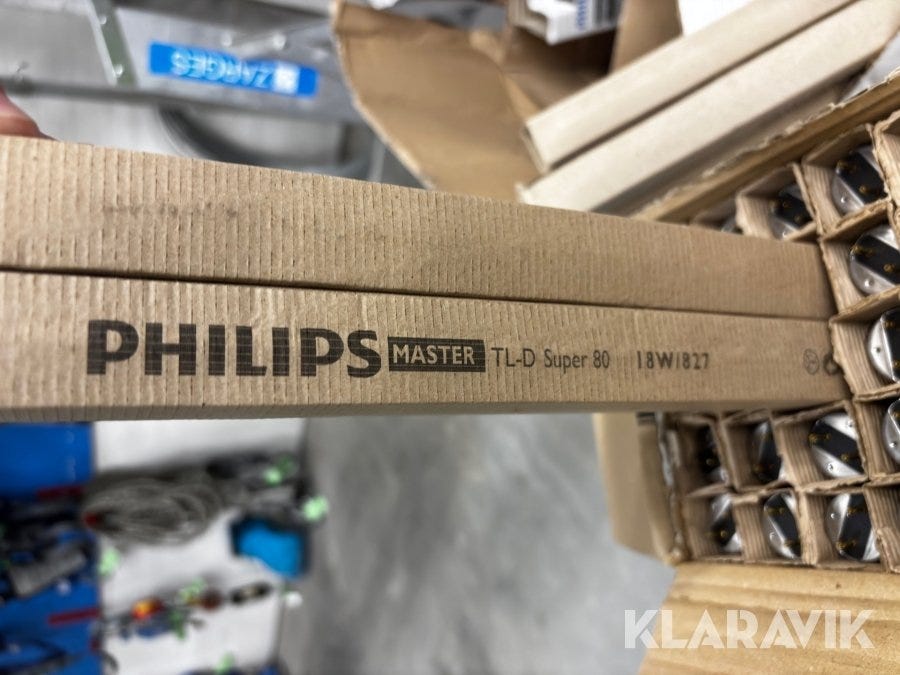 ZARGES
PHILIPS MASTER TL-D Super 80 18W/827
KLARAVIK